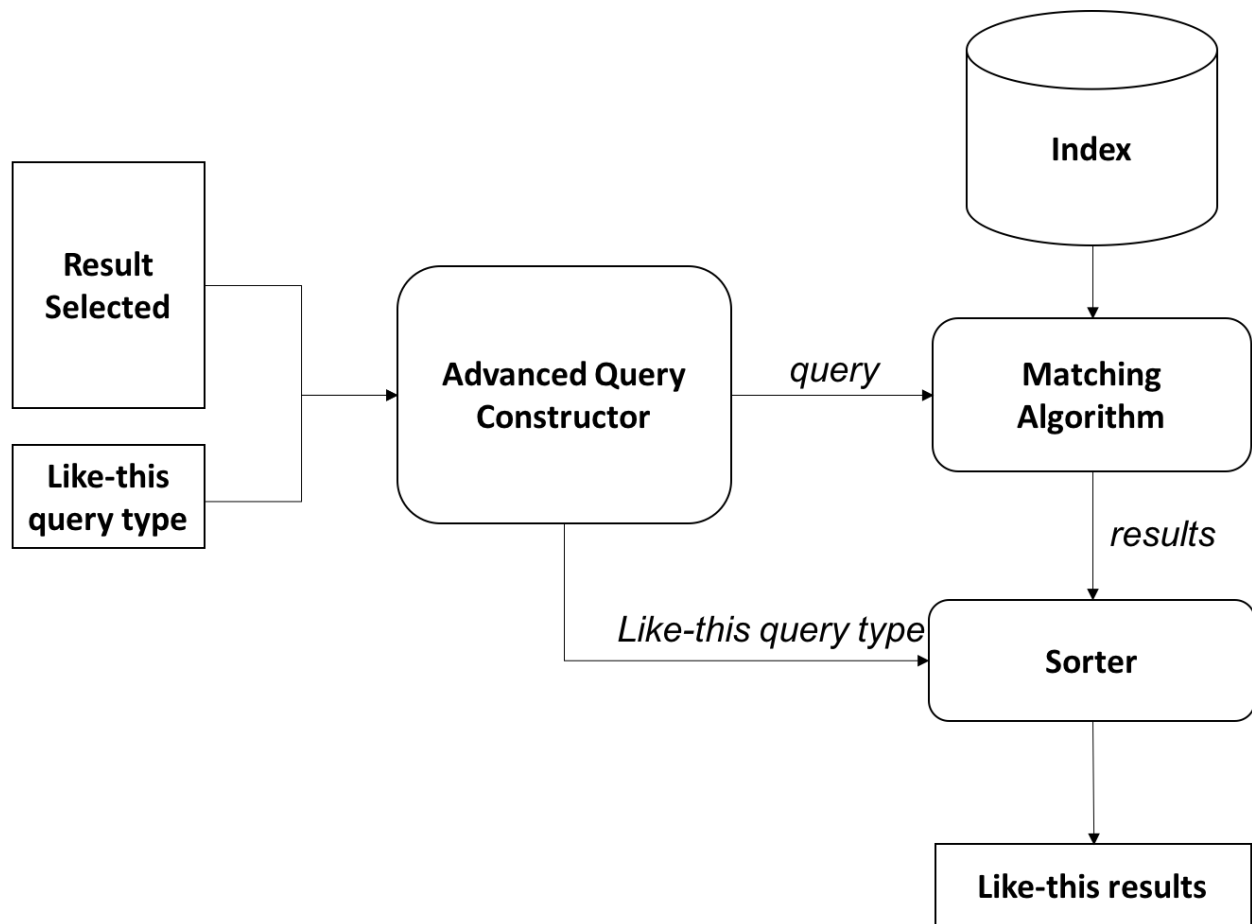 Index
Result
Selected
Advanced Query
Constructor
query
Matching
Algorithm
Like-this
query type
results
Like-this query type
Sorter
Like-this results